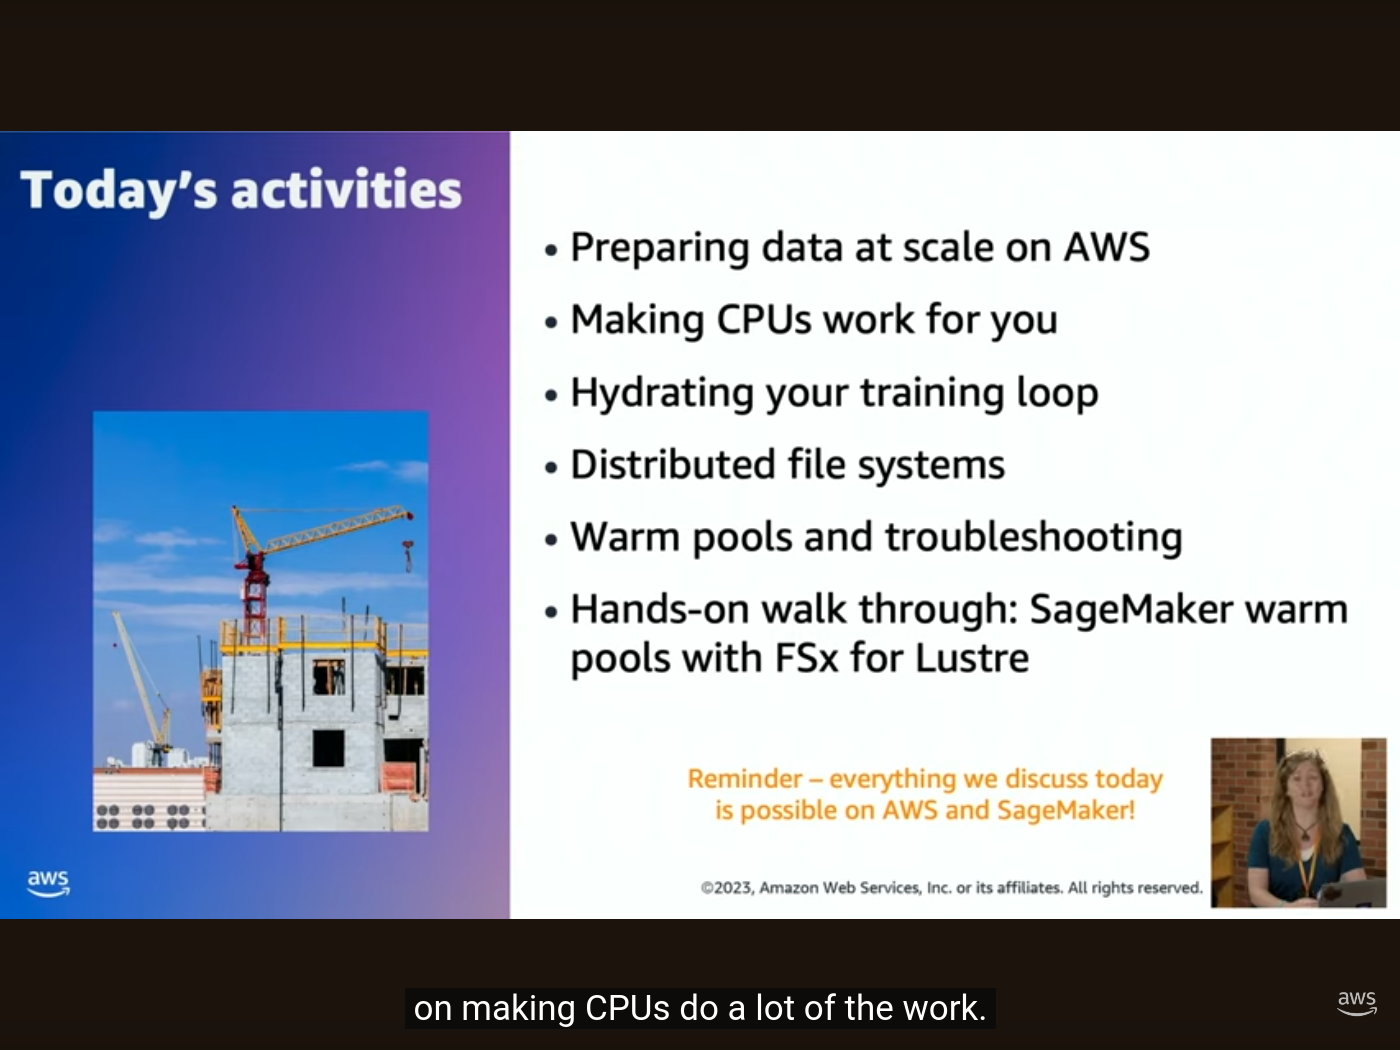 Today's activities
• Preparing data at scale on AWS
• Making CPUs work for you
• Hydrating your training loop
• Distributed file systems
• Warm pools and troubleshooting
• Hands-on walk through: SageMaker warm
pools with FSx for Lustre
Reminder – everything we discuss today
is possible on AWS and SageMaker!
aws
©2023, Amazon Web Services, Inc. or its affiliates. All rights reserved.
on making CPUs do a lot of the work.
aws